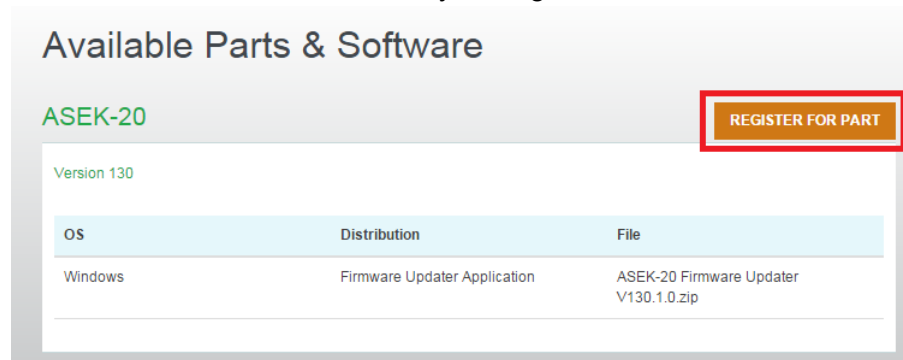 Available Parts & Software
ASEK-20
REGISTER FOR PART
Version 130
OS Distribution File
Windows Firmware Updater Application ASEK-20 Firmware Updater
V130.1.0.zip